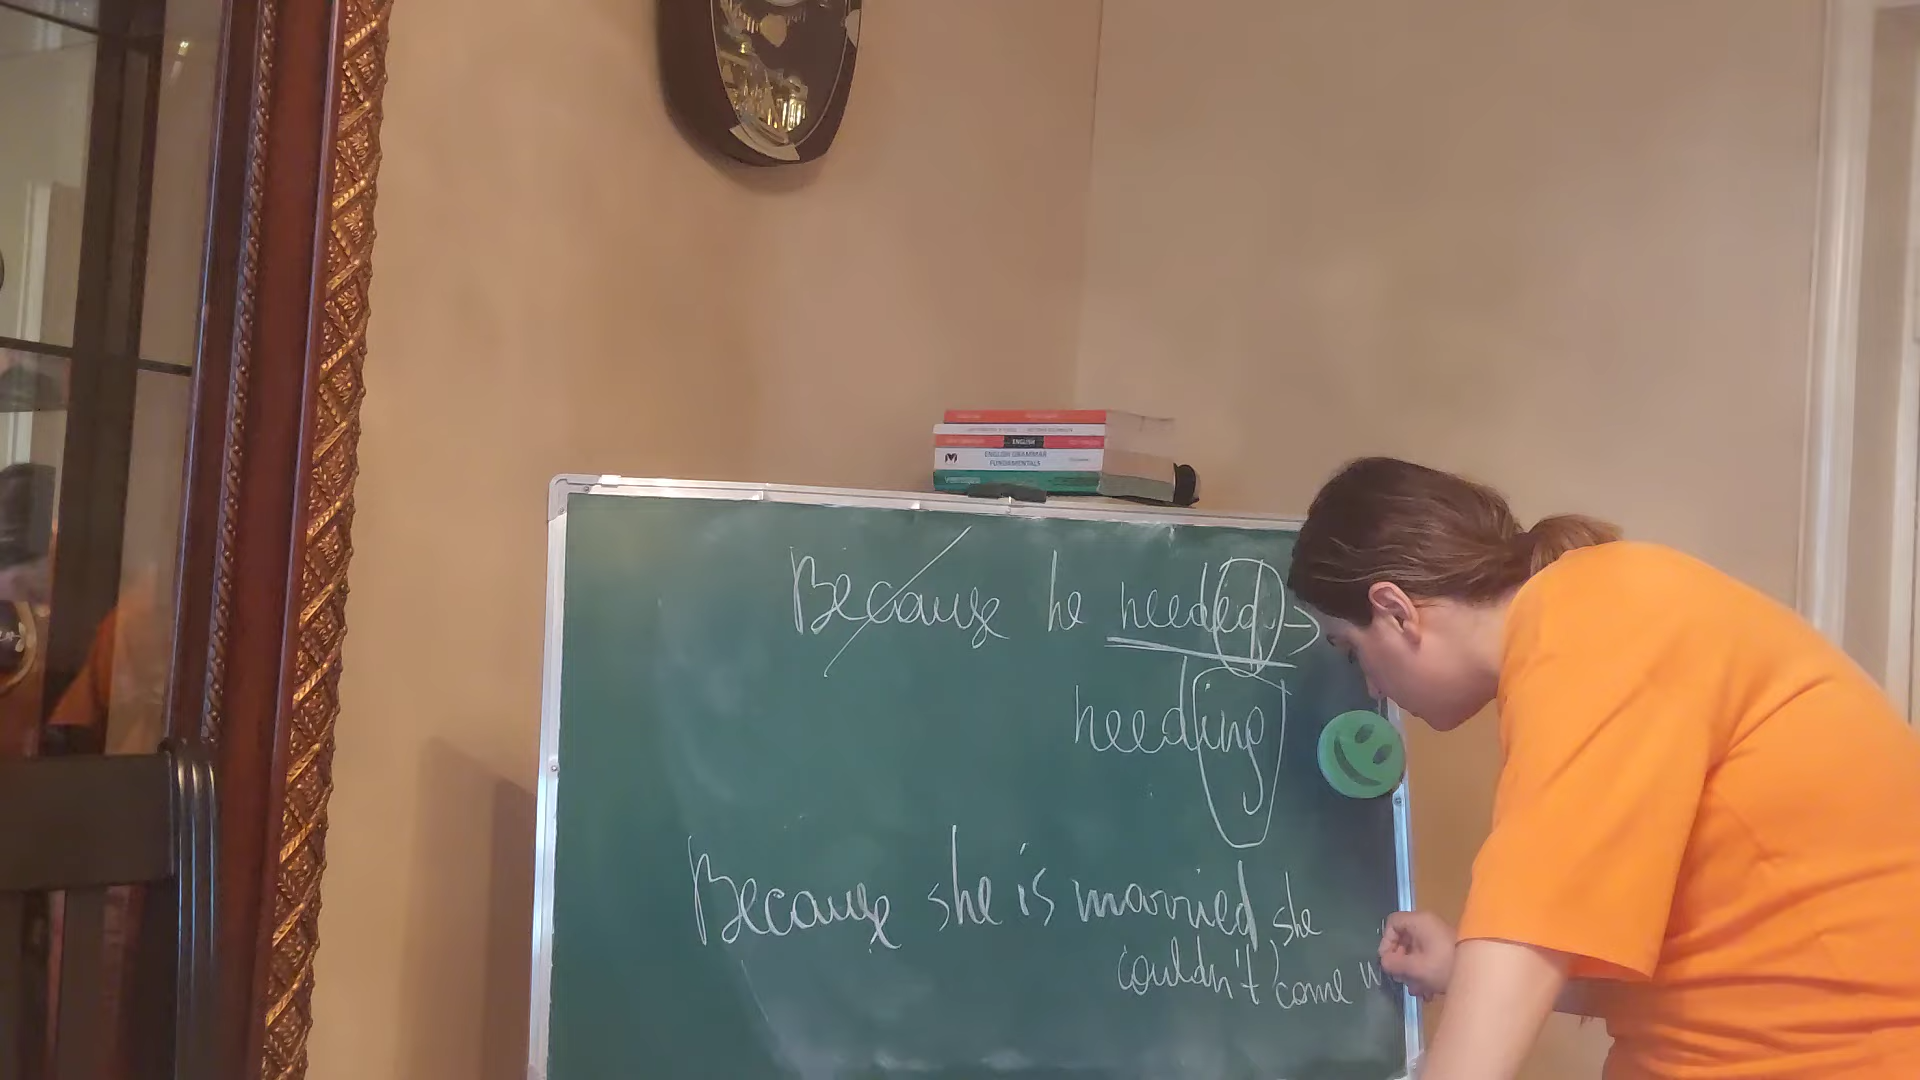 ENGLISH
ENGLISH GRAMMAR
FUNDAMENTALS
Because he needed →
needing
Because she is married she
couldn't come